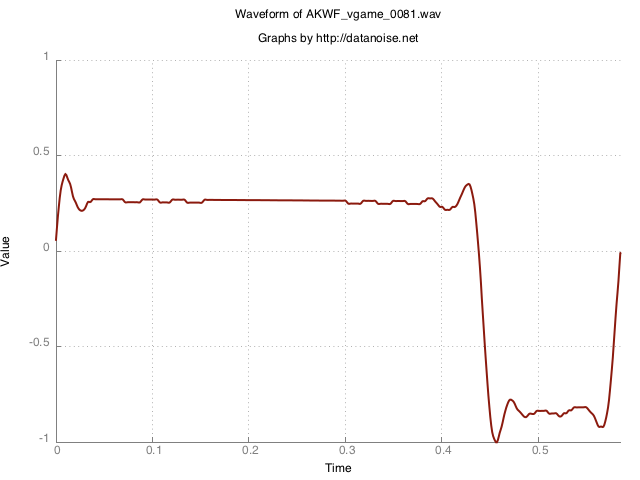 Waveform of AKWF_vgame_0081.wav
Graphs by http://datanoise.net
1
0.5
0
-0.5
-1
Value
0 0.1 0.2 0.3 0.4 0.5
Time